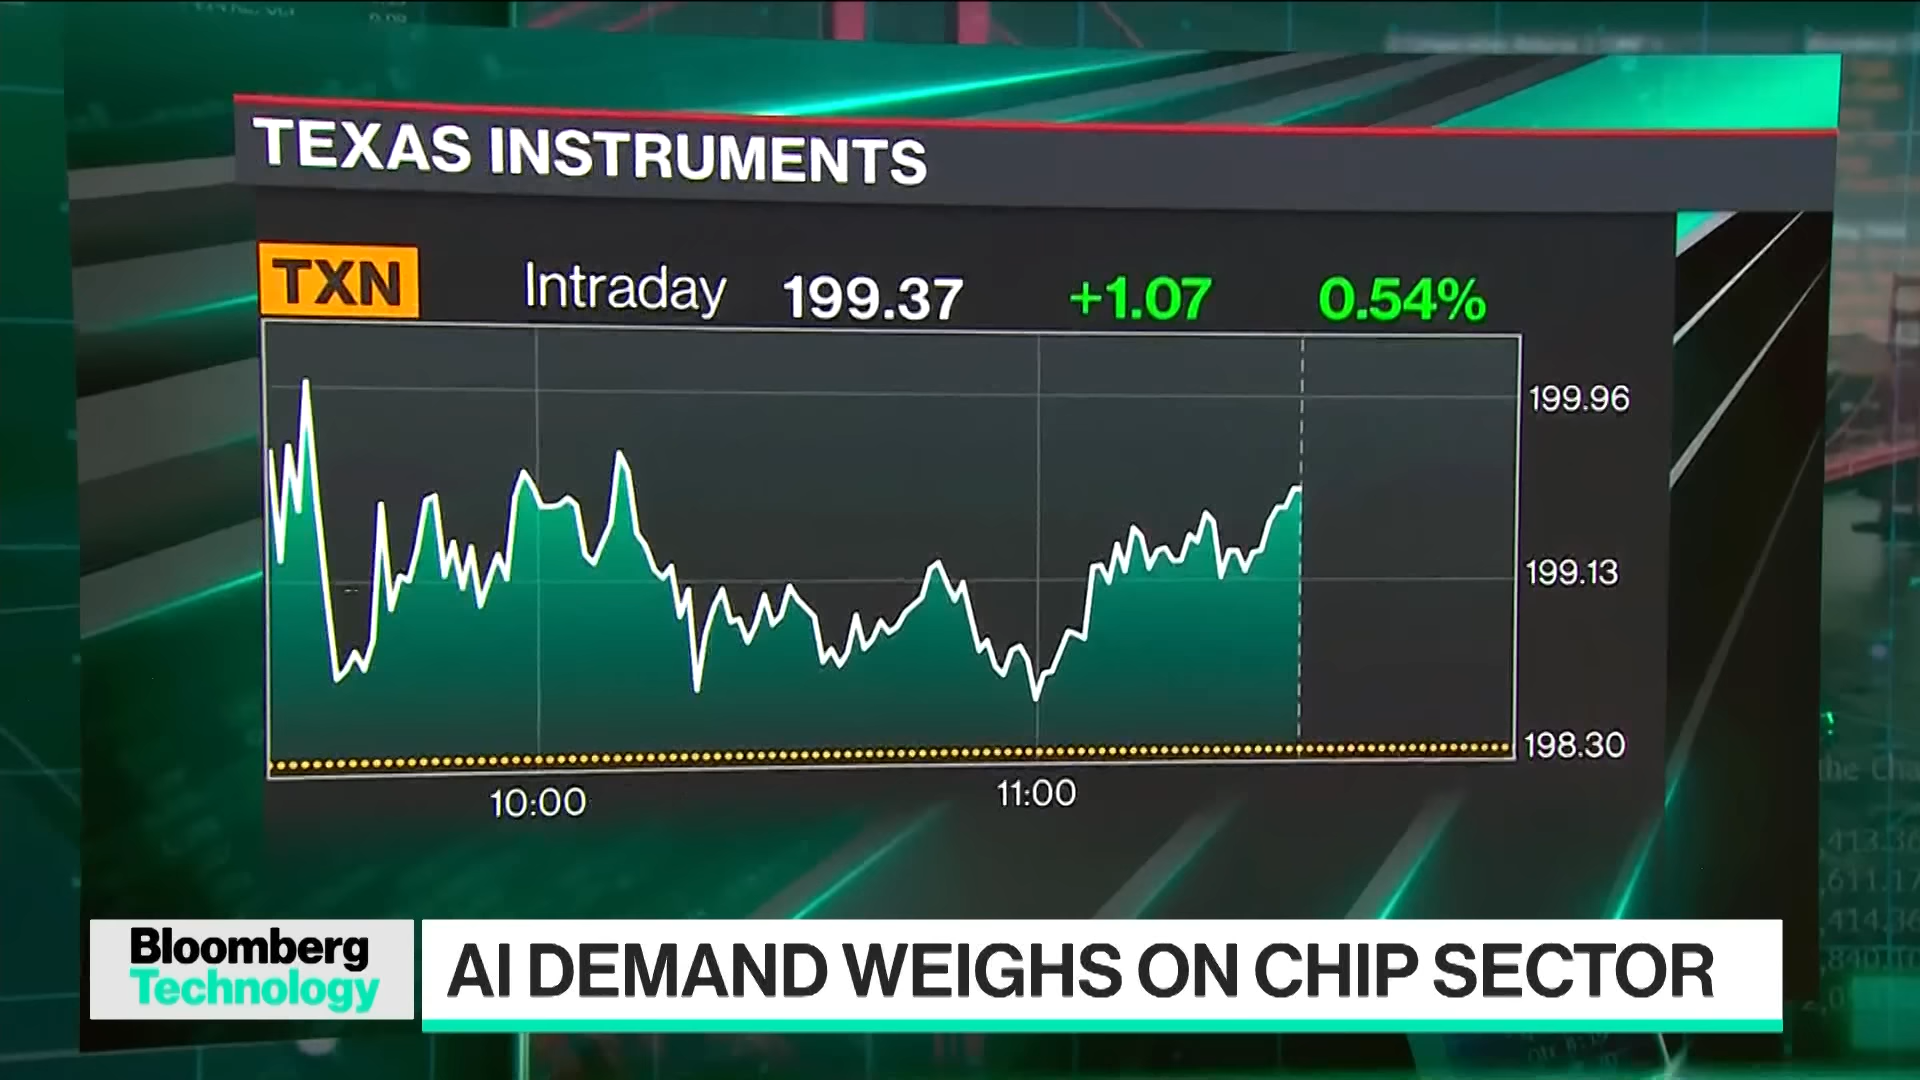 TEXAS INSTRUMENTS
TXN Intraday 199.37 +1.07 0.54%
199.96
199.13
198.30
10:00 11:00
Bloomberg
Technology
AI DEMAND WEIGHS ON CHIP SECTOR